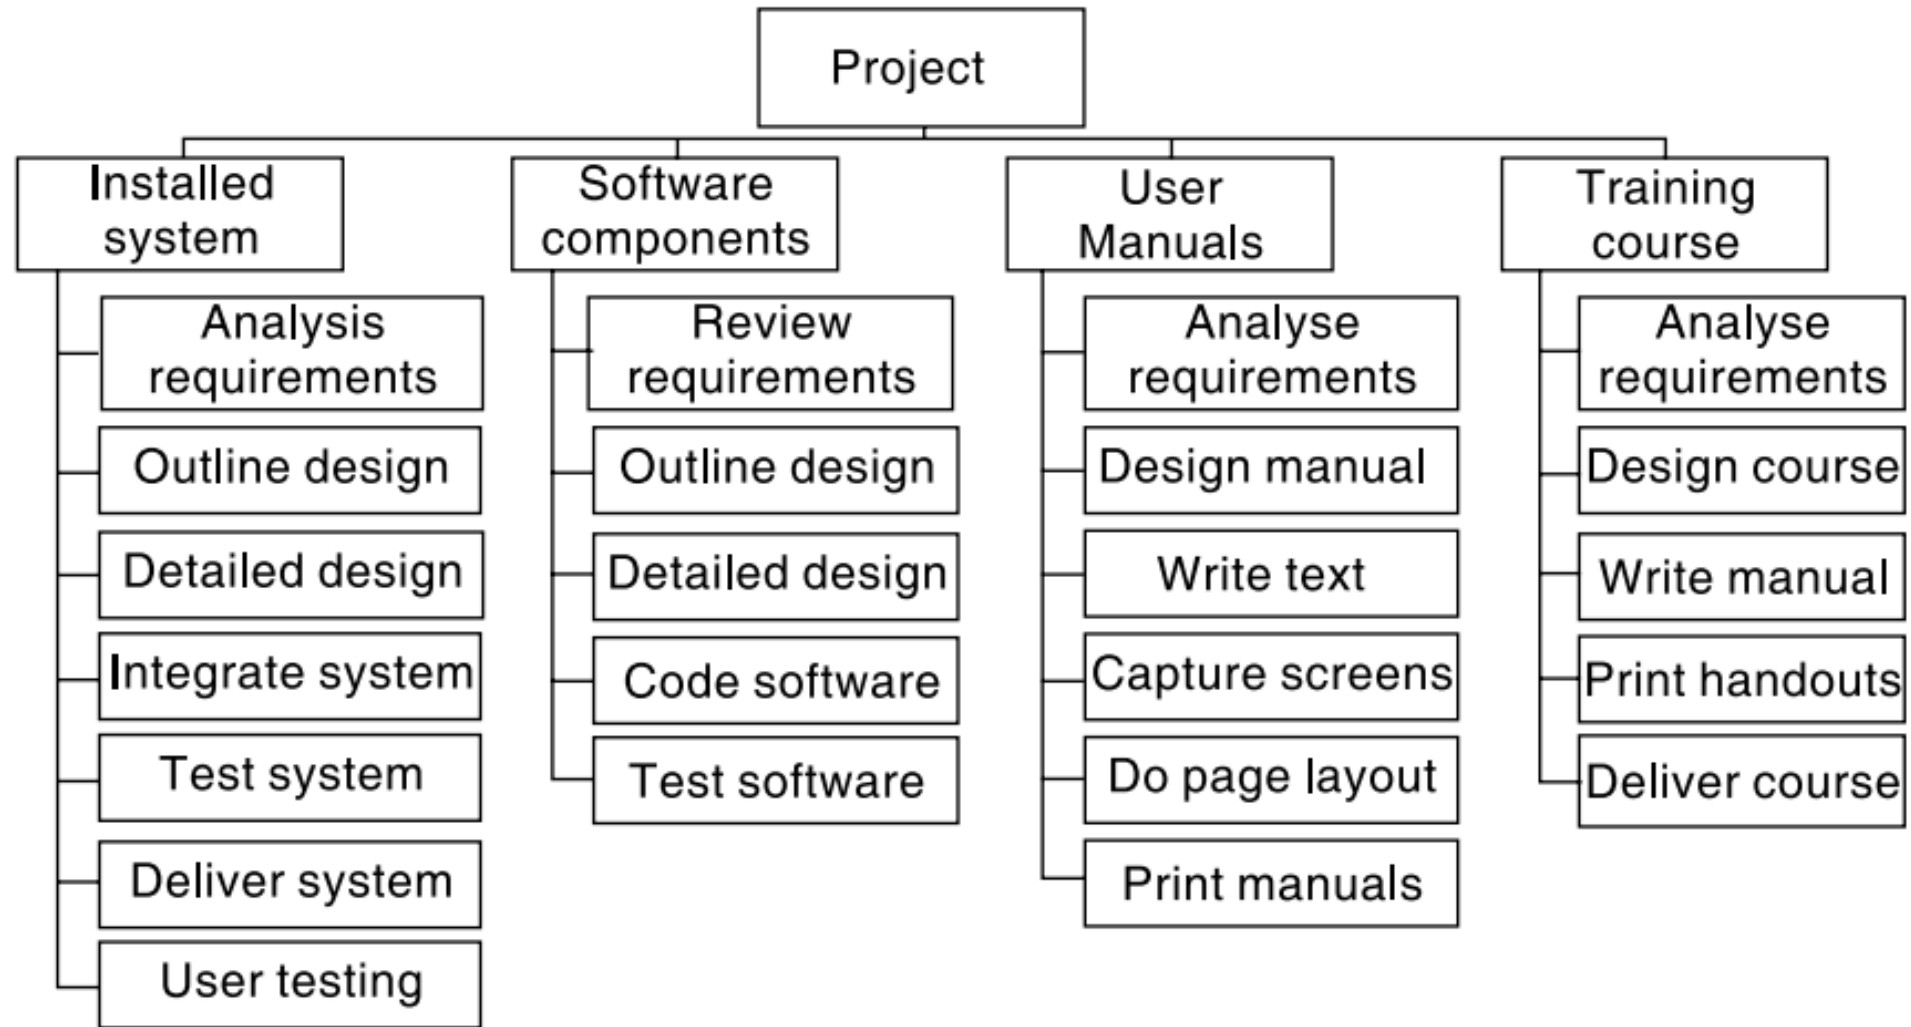 Project
Installed
system
Software
components
User
Manuals
Training
course
Analysis
requirements
Outline design
Detailed design
Integrate system
Test system
Deliver system
User testing
Review
requirements
Outline design
Detailed design
Code software
Test software
Analyse
requirements
Design manual
Write text
Capture screens
Do page layout
Print manuals
Analyse
requirements
Design course
Write manual
Print handouts
Deliver course